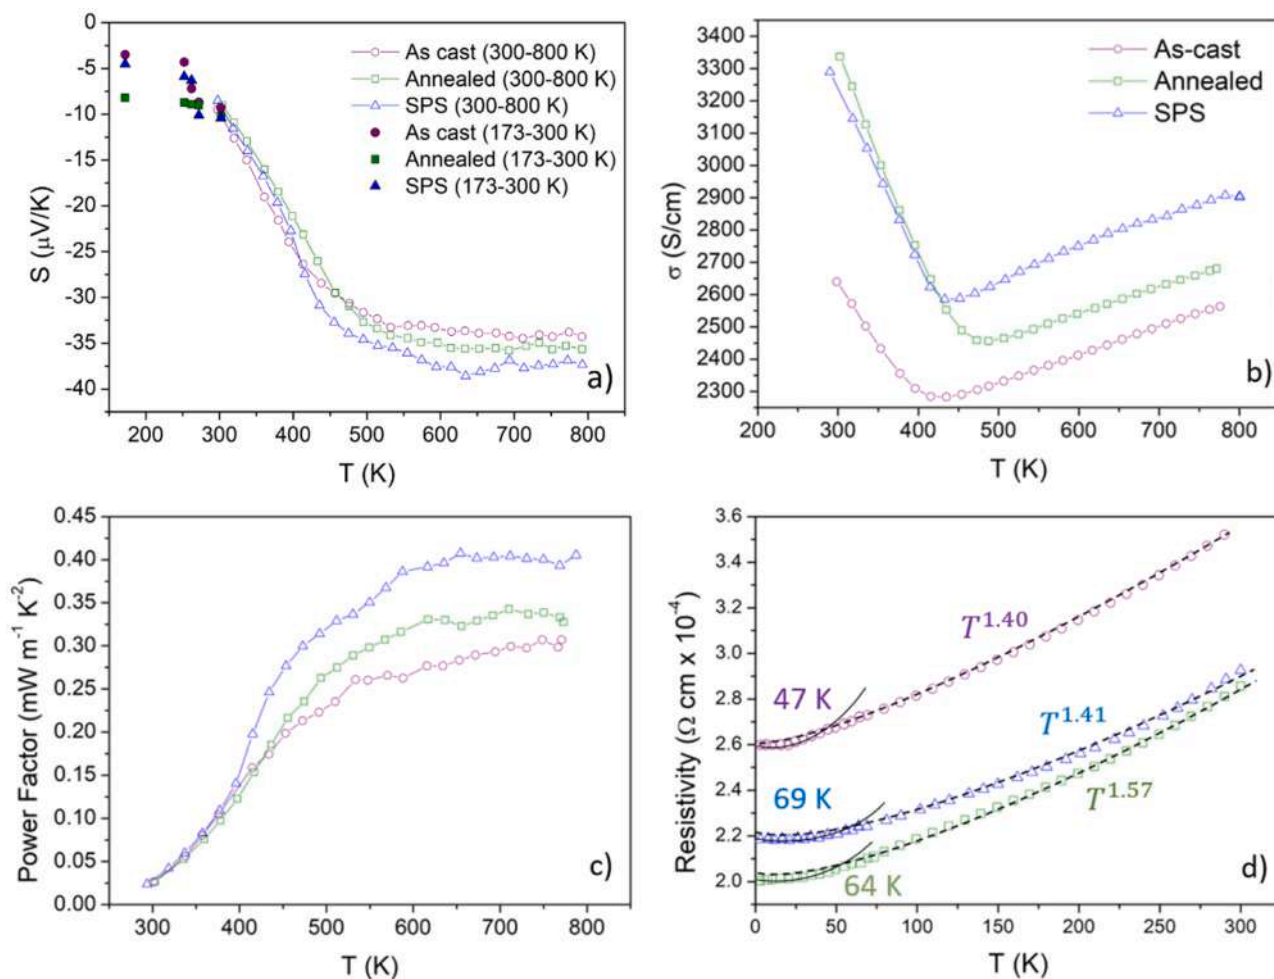 0
-5
-10
-15
-20
-25
-30
-35
-40
S (μV/K)
As cast (300-800 K)
Annealed (300-800 K)
SPS (300-800 K)
As cast (173-300 K)
Annealed (173-300 K)
SPS (173-300 K)
a)
200 300 400 500 600 700 800
T (K)
3400
3300
3200
3100
3000
2900
2800
2700
2600
2500
2400
2300
σ (S/cm)
As-cast
Annealed
SPS
b)
200 300 400 500 600 700 800
T (K)
0.45
0.40
0.35
0.30
0.25
0.20
0.15
0.10
0.05
0.00
Power Factor (mW m⁻¹ K⁻²)
c)
300 400 500 600 700 800
T (K)
3.6
3.4
3.2
3.0
2.8
2.6
2.4
2.2
2.0
Resistivity (Ω cm x 10⁻⁴)
T¹·⁴⁰
47 K
T¹·⁴¹
69 K
T¹·⁵⁷
64 K
d)
0 25 50 75 100 125 150 175 200 225 250 275 300
T (K)